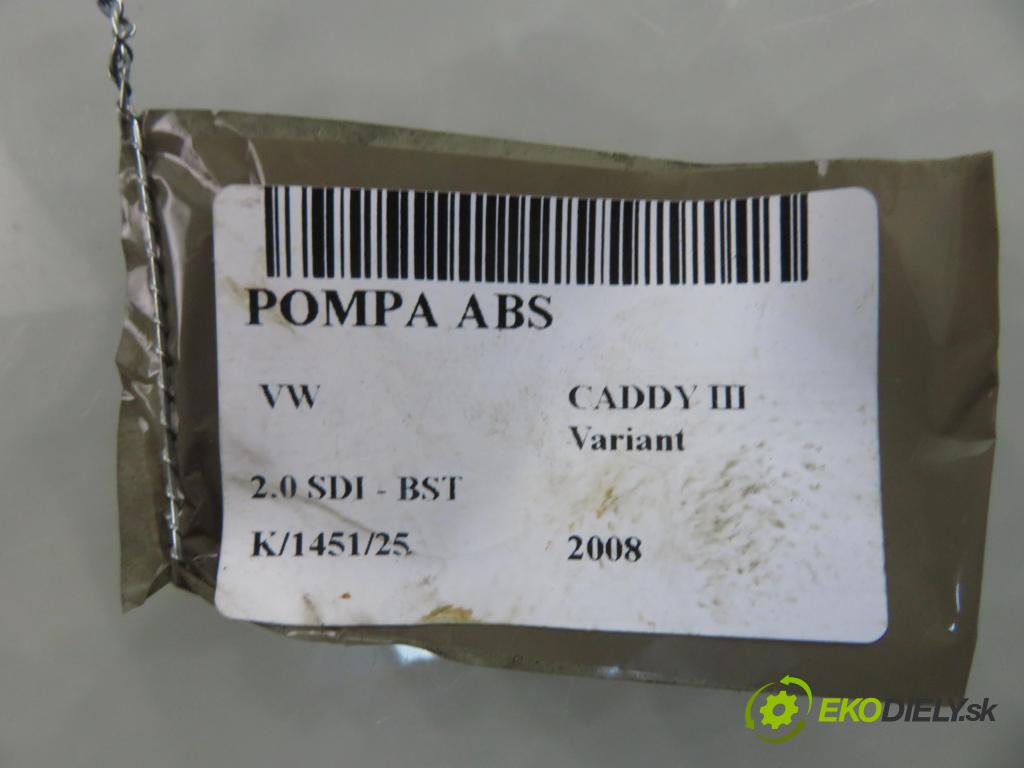 POMPA ABS
VW
CADDY III
Variant
2.0 SDI - BST
K/1451/25
2008
EKODIELY.sk